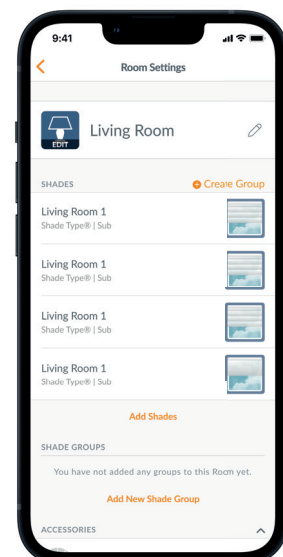 9:41
Room Settings
Living Room
EDIT
SHADES
Create Group
Living Room 1
Shade Type® | Sub
Living Room 1
Shade Type® | Sub
Living Room 1
Shade Type® | Sub
Living Room 1
Shade Type® | Sub
Add Shades
SHADE GROUPS
You have not added any groups to this Room yet.
Add New Shade Group
ACCESSORIES